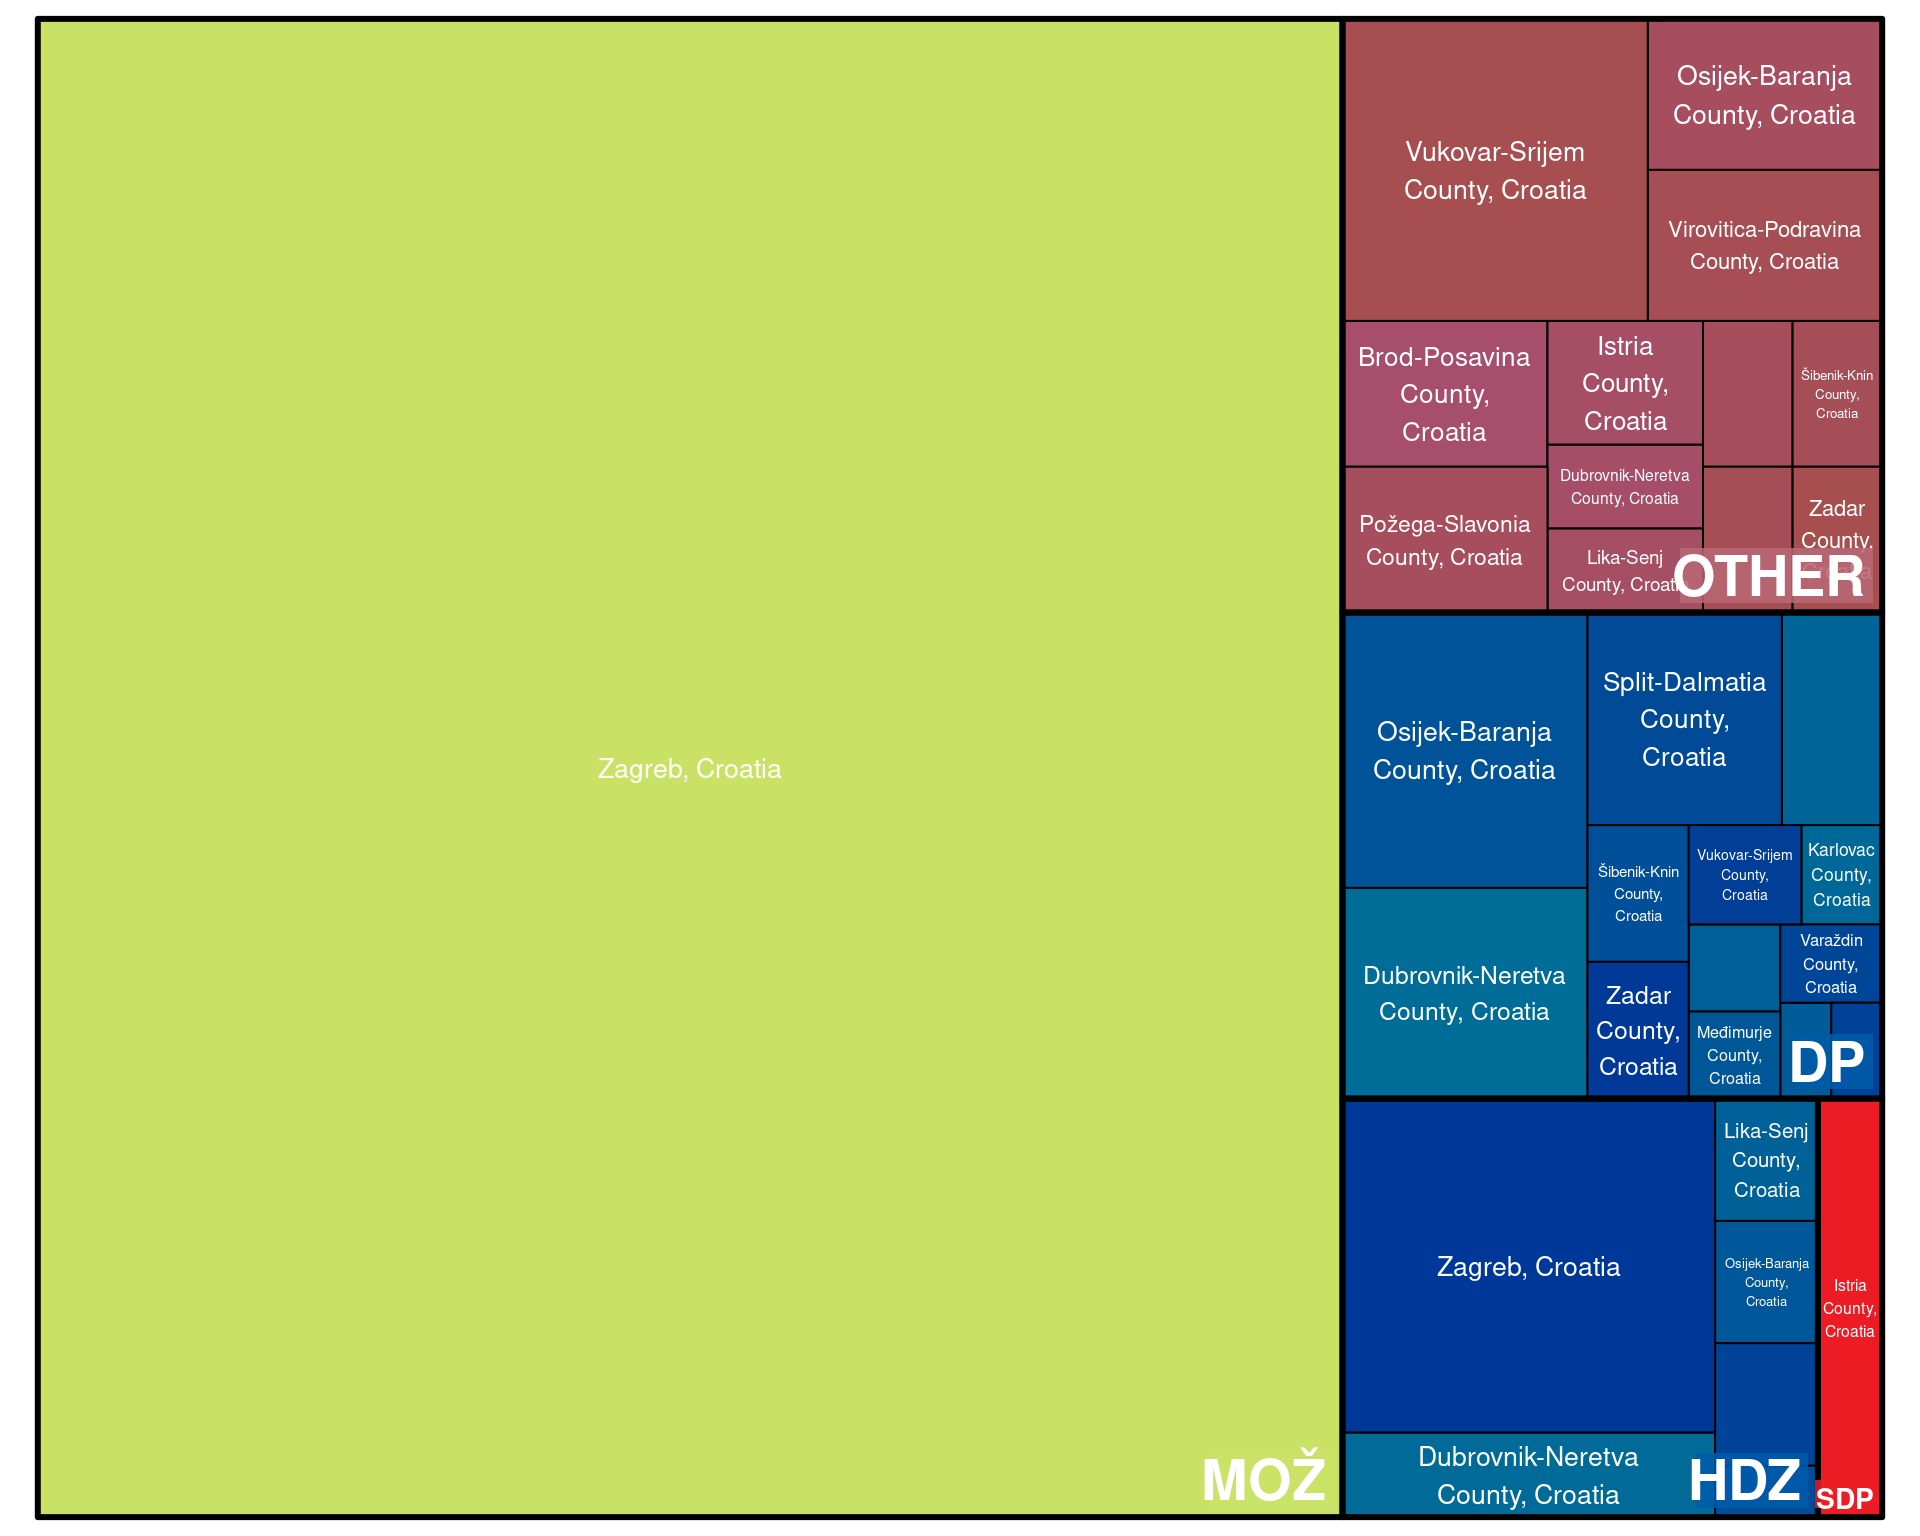 Zagreb, Croatia
MOŽ
Vukovar-Srijem
County, Croatia
Osijek-Baranja
County, Croatia
Virovitica-Podravina
County, Croatia
Brod-Posavina
County,
Croatia
Istria
County,
Croatia
Šibenik-Knin
County,
Croatia
Požega-Slavonia
County, Croatia
Dubrovnik-Neretva
County, Croatia
Lika-Senj
County, Croatia
Zadar
County,
Croatia
OTHER
Osijek-Baranja
County, Croatia
Split-Dalmatia
County,
Croatia
Dubrovnik-Neretva
County, Croatia
Šibenik-Knin
County,
Croatia
Vukovar-Srijem
County,
Croatia
Karlovac
County,
Croatia
Zadar
County,
Croatia
Varaždin
County,
Croatia
Međimurje
County,
Croatia
DP
Zagreb, Croatia
Lika-Senj
County,
Croatia
Osijek-Baranja
County,
Croatia
Dubrovnik-Neretva
County, Croatia
HDZ
Istria
County,
Croatia
SDP